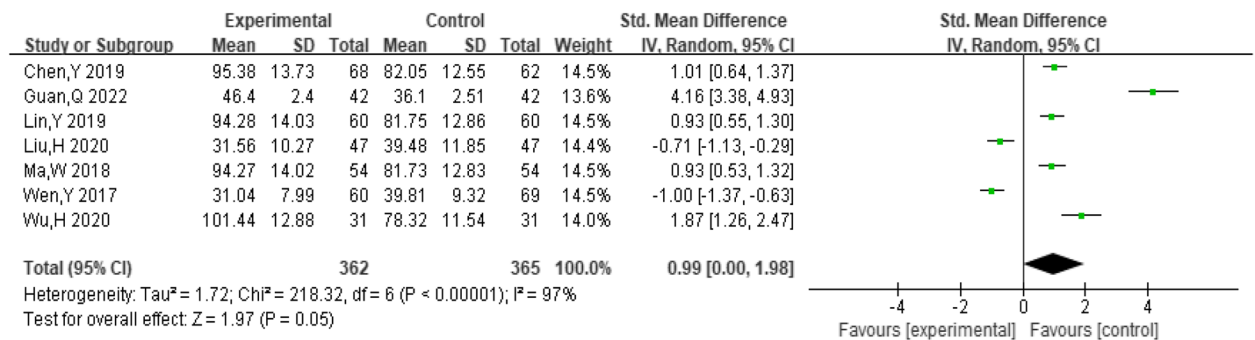 Experimental Control Std. Mean Difference Std. Mean Difference
Study or Subgroup Mean SD Total Mean SD Total Weight IV, Random, 95% CI IV, Random, 95% CI
Chen,Y 2019 95.38 13.73 68 82.05 12.55 62 14.5% 1.01 [0.64, 1.37]
Guan,Q 2022 46.4 2.4 42 36.1 2.51 42 13.6% 4.16 [3.38, 4.93]
Lin,Y 2019 94.28 14.03 60 81.75 12.86 60 14.5% 0.93 [0.55, 1.30]
Liu,H 2020 31.56 10.27 47 39.48 11.85 47 14.4% -0.71 [-1.13, -0.29]
Ma,W 2018 94.27 14.02 54 81.73 12.83 54 14.5% 0.93 [0.53, 1.32]
Wen,Y 2017 31.04 7.99 60 39.81 9.32 69 14.5% -1.00 [-1.37, -0.63]
Wu,H 2020 101.44 12.88 31 78.32 11.54 31 14.0% 1.87 [1.26, 2.47]
Total (95% CI) 362 365 100.0% 0.99 [0.00, 1.98]
Heterogeneity: Tau² = 1.72; Chi² = 218.32, df = 6 (P < 0.00001); I² = 97%
Test for overall effect: Z = 1.97 (P = 0.05)
-4 -2 0 2 4
Favours [experimental] Favours [control]